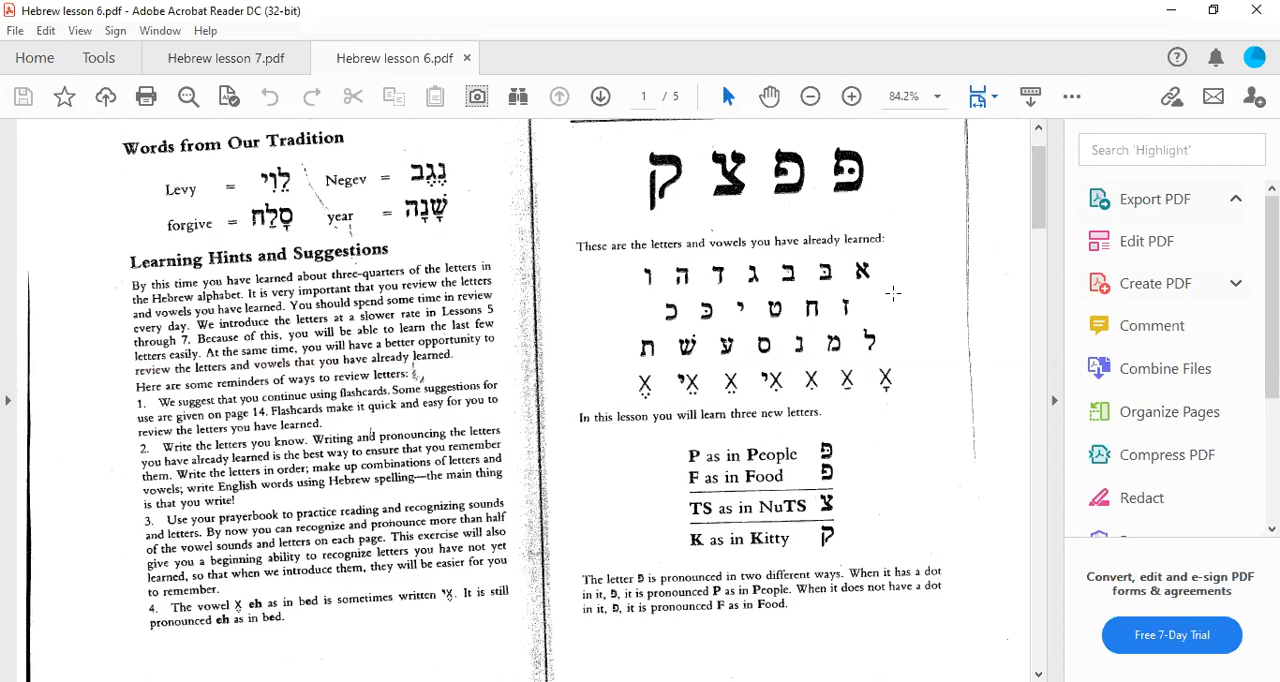 Hebrew lesson 6.pdf - Adobe Acrobat Reader DC (32-bit)
File Edit View Sign Window Help
Home Tools Hebrew lesson 7.pdf Hebrew lesson 6.pdf ×
1 / 5 84.2%
Words from Our Tradition
Levy = לֵוִי Negev = נֶגֶב
forgive = סָלַח year = שָׁנָה
Learning Hints and Suggestions
By this time you have learned about three-quarters of the letters in
the Hebrew alphabet. It is very important that you review the letters
and vowels you have learned. You should spend some time in review
every day. We introduce the letters at a slower rate in Lessons 5
through 7. Because of this, you will be able to learn the last few
letters easily. At the same time, you will have a better opportunity to
review the letters and vowels that you have already learned.
Here are some reminders of ways to review letters:
1. We suggest that you continue using flashcards. Some suggestions for
use are given on page 14. Flashcards make it quick and easy for you to
review the letters you have learned.
2. Write the letters you know. Writing and pronouncing the letters
you have already learned is the best way to ensure that you remember
them. Write the letters in order; make up combinations of letters and
vowels; write English words using Hebrew spelling—the main thing
is that you write!
3. Use your prayerbook to practice reading and recognizing sounds
and letters. By now you can recognize and pronounce more than half
of the vowel sounds and letters on each page. This exercise will also
give you a beginning ability to recognize letters you have not yet
learned, so that when we introduce them, they will be easier for you
to remember.
4. The vowel Xֶ eh as in bed is sometimes written Xֶי. It is still
pronounced eh as in bed.
פּ פ צ ק
These are the letters and vowels you have already learned:
א בּ ב ג ד ה ו
ז ח ט י כּ כ
ל מ נ ס ע שׁ ת
Xָ Xַ Xִ Xִי Xֵ Xֵי Xֶ
In this lesson you will learn three new letters.
P as in People פּ
F as in Food פ
TS as in NuTS צ
K as in Kitty ק
The letter פ is pronounced in two different ways. When it has a dot
in it, פּ, it is pronounced P as in People. When it does not have a dot
in it, פ, it is pronounced F as in Food.
Search 'Highlight'
Export PDF
Edit PDF
Create PDF
Comment
Combine Files
Organize Pages
Compress PDF
Redact
Convert, edit and e-sign PDF
forms & agreements
Free 7-Day Trial